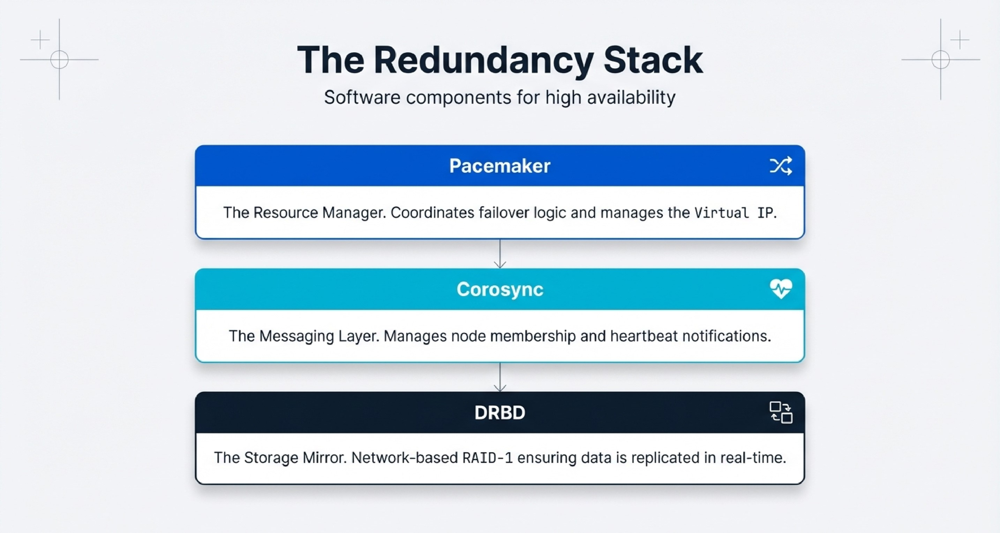 The Redundancy Stack
Software components for high availability
Pacemaker
The Resource Manager. Coordinates failover logic and manages the Virtual IP.
Corosync
The Messaging Layer. Manages node membership and heartbeat notifications.
DRBD
The Storage Mirror. Network-based RAID-1 ensuring data is replicated in real-time.